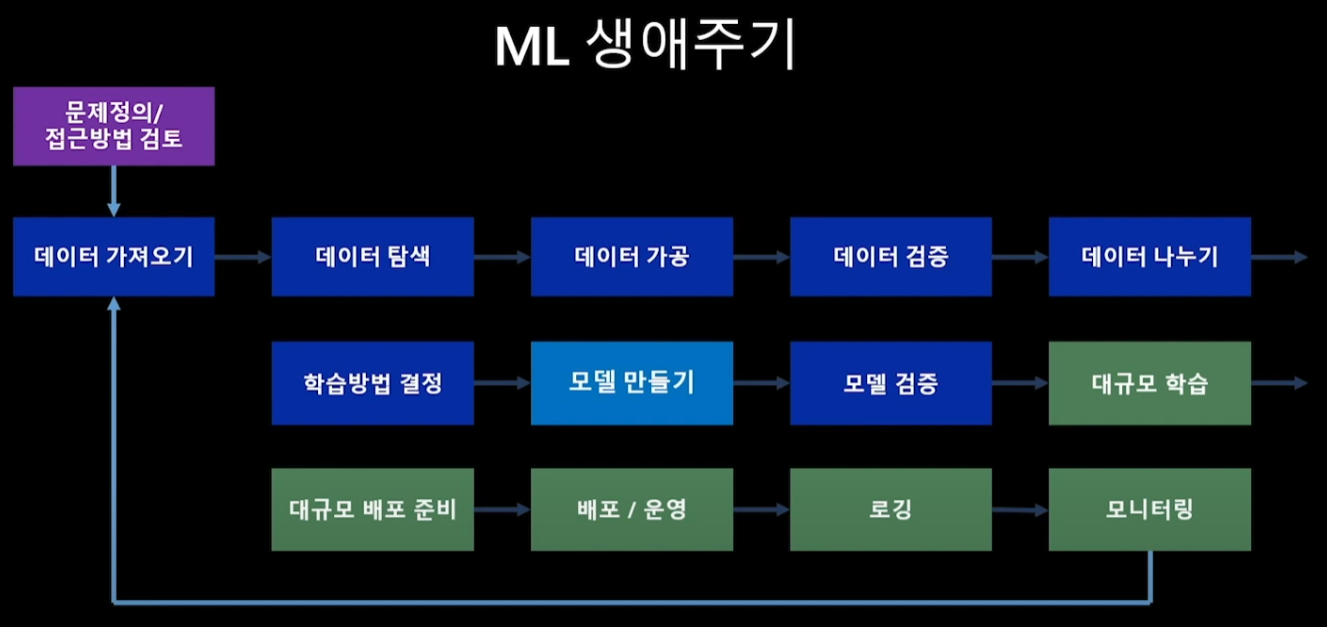 ML 생애주기
문제정의/
접근방법 검토
데이터 가져오기
데이터 탐색
데이터 가공
데이터 검증
데이터 나누기
학습방법 결정
모델 만들기
모델 검증
대규모 학습
대규모 배포 준비
배포 / 운영
로깅
모니터링